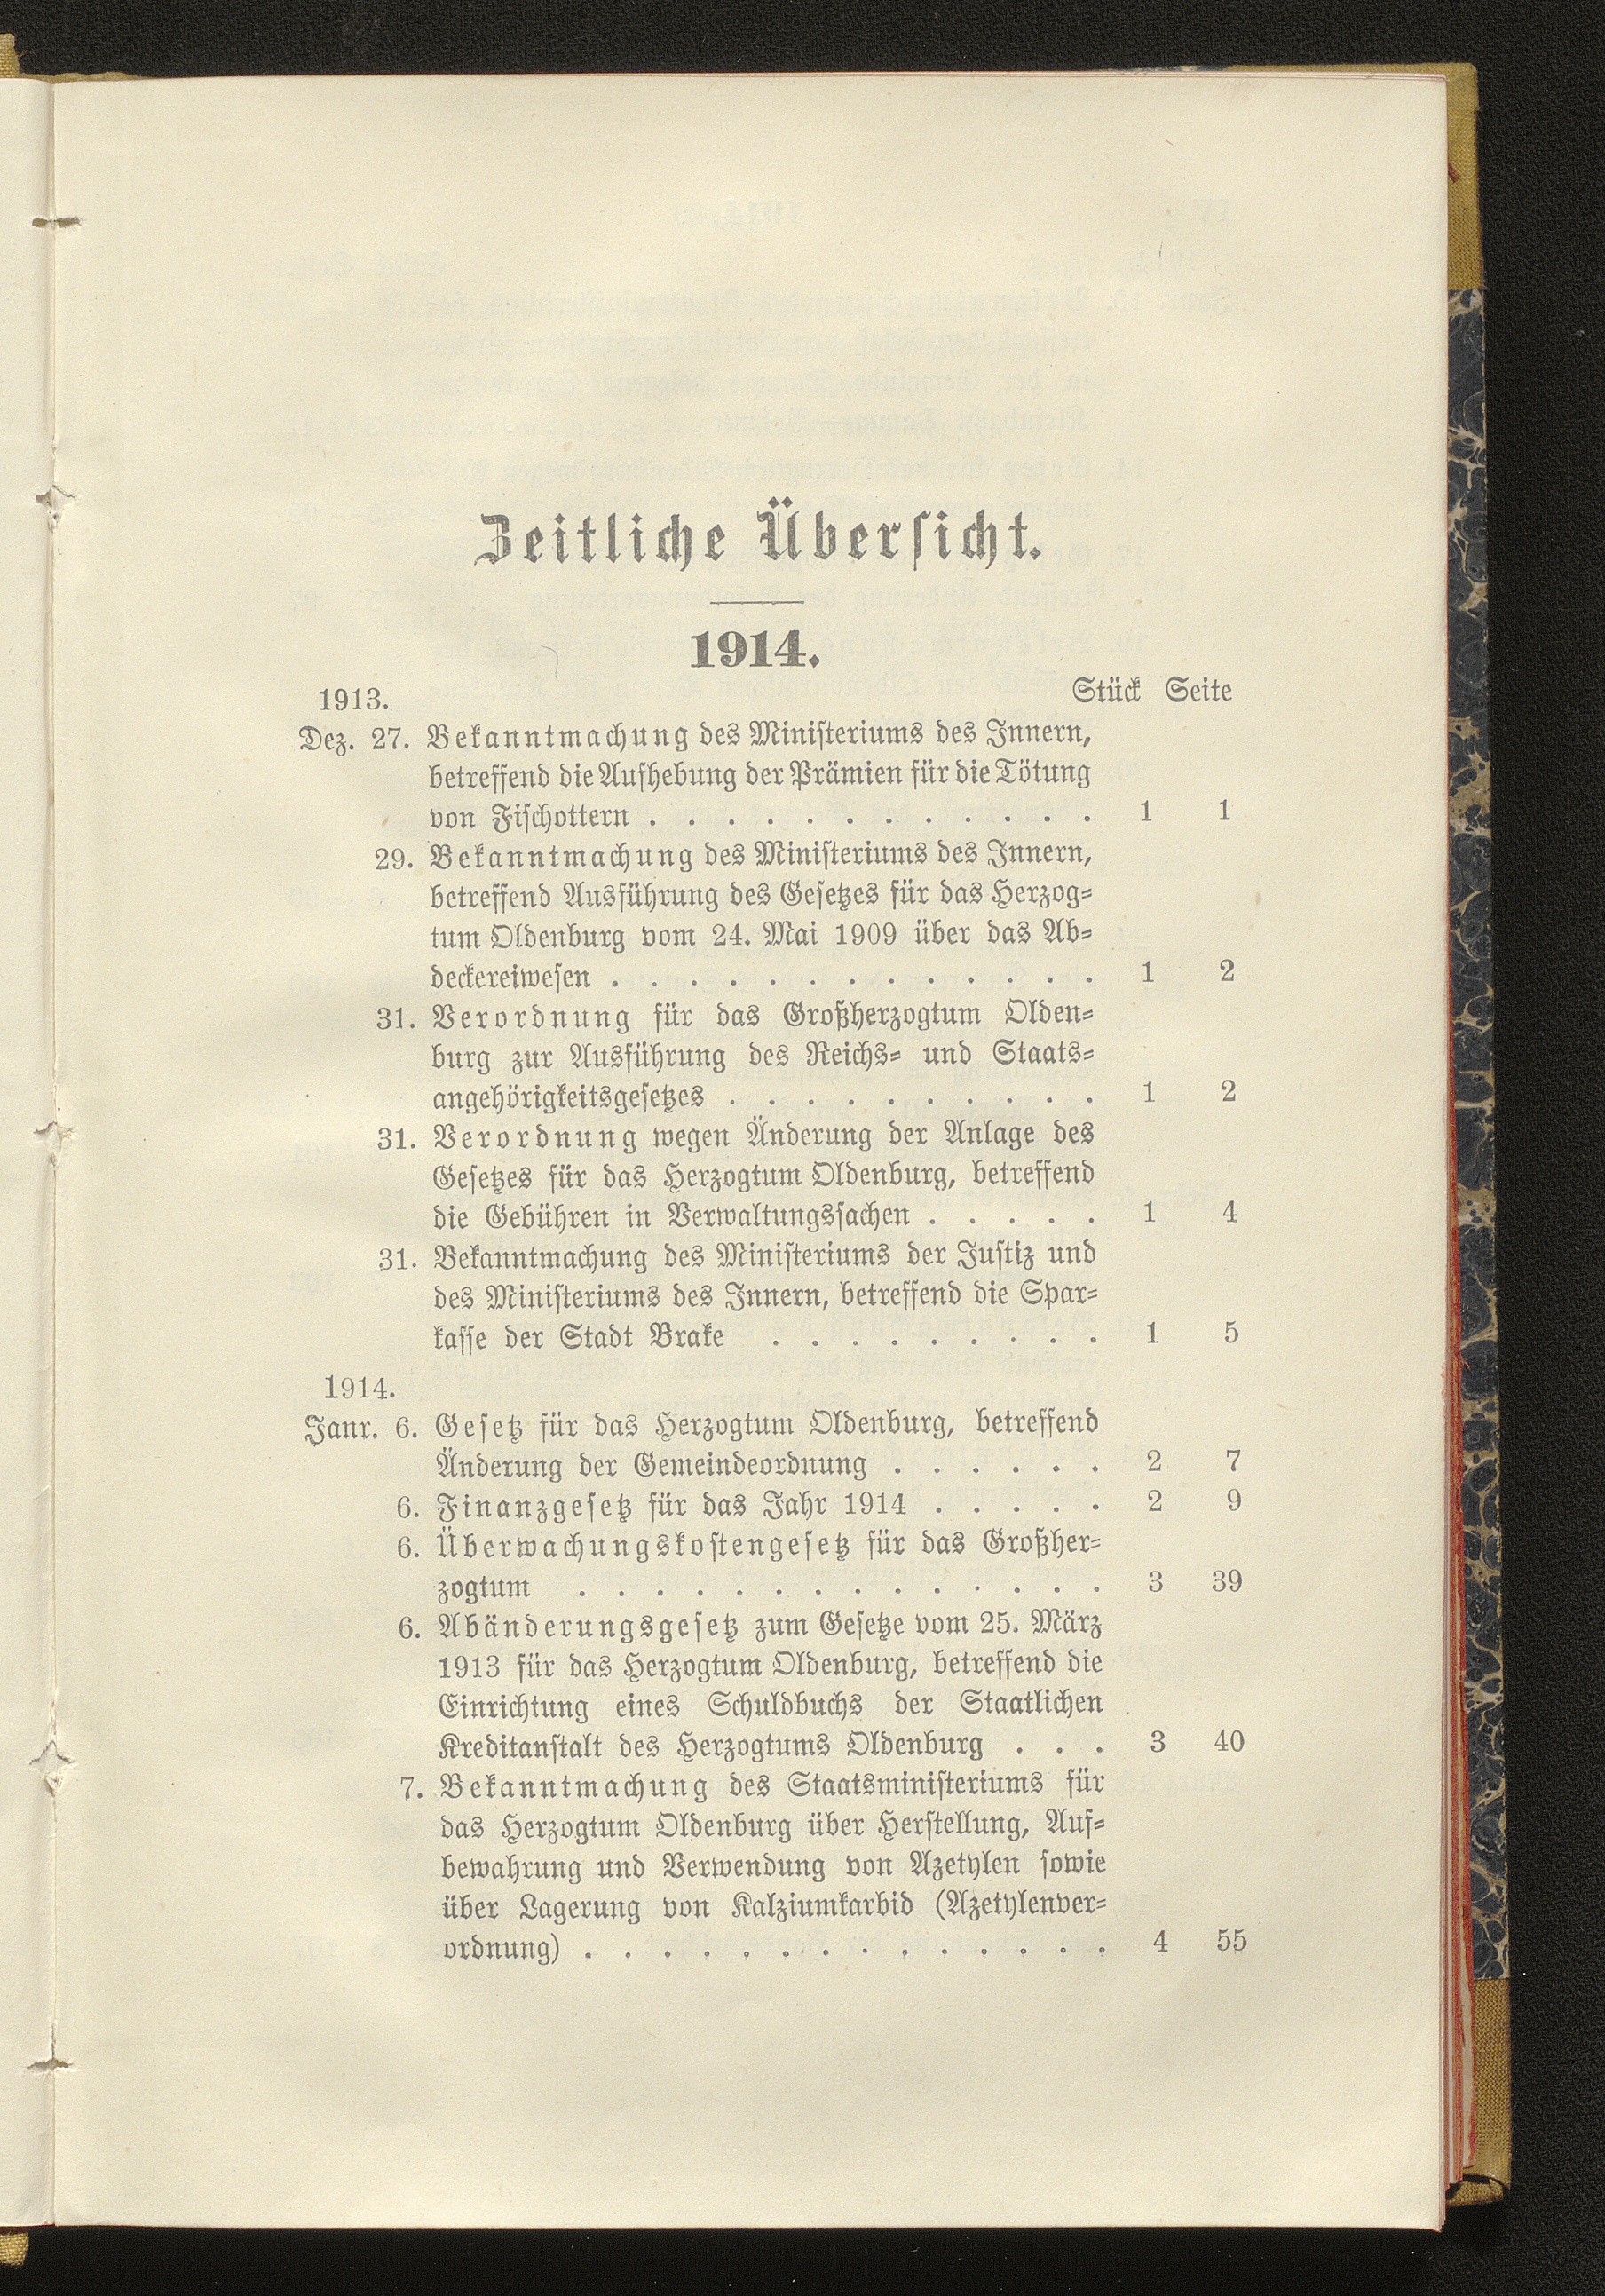 Zeitliche Übersicht.
1914.
1913. Stück Seite
Dez. 27. Bekanntmachung des Ministeriums des Innern,
betreffend die Aufhebung der Prämien für die Tötung
von Fischottern . . . . . . . . . . . . 1 1
29. Bekanntmachung des Ministeriums des Innern,
betreffend Ausführung des Gesetzes für das Herzog-
tum Oldenburg vom 24. Mai 1909 über das Ab-
deckereiwesen . . . . . . . . . . . . . 1 2
31. Verordnung für das Großherzogtum Olden-
burg zur Ausführung des Reichs- und Staats-
angehörigkeitsgesetzes . . . . . . . . . . 1 2
31. Verordnung wegen Änderung der Anlage des
Gesetzes für das Herzogtum Oldenburg, betreffend
die Gebühren in Verwaltungssachen . . . . . 1 4
31. Bekanntmachung des Ministeriums der Justiz und
des Ministeriums des Innern, betreffend die Spar-
kasse der Stadt Brake . . . . . . . . . 1 5
1914.
Janr. 6. Gesetz für das Herzogtum Oldenburg, betreffend
Änderung der Gemeindeordnung . . . . . . 2 7
6. Finanzgesetz für das Jahr 1914 . . . . . 2 9
6. Überwachungskostengesetz für das Großher-
zogtum . . . . . . . . . . . . . . 3 39
6. Abänderungsgesetz zum Gesetze vom 25. März
1913 für das Herzogtum Oldenburg, betreffend die
Einrichtung eines Schuldbuchs der Staatlichen
Kreditanstalt des Herzogtums Oldenburg . . . 3 40
7. Bekanntmachung des Staatsministeriums für
das Herzogtum Oldenburg über Herstellung, Auf-
bewahrung und Verwendung von Azetylen sowie
über Lagerung von Kalziumkarbid (Azetylenver-
ordnung) . . . . . . . . . . . . . . 4 55